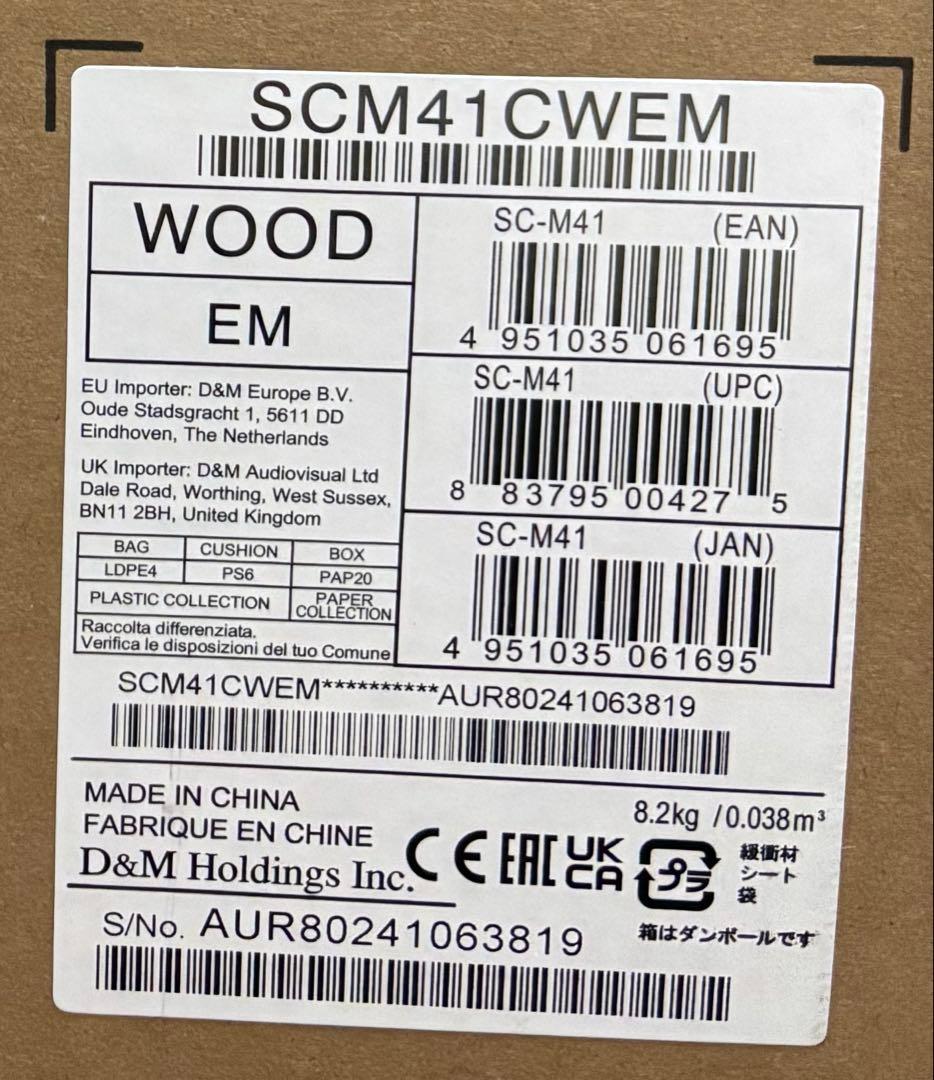 SCM41CWEM
WOOD
EM
SC-M41 (EAN)
4 951035 061695
SC-M41 (UPC)
8 83795 00427 5
SC-M41 (JAN)
4 951035 061695
EU Importer: D&M Europe B.V.
Oude Stadsgracht 1, 5611 DD
Eindhoven, The Netherlands
UK Importer: D&M Audiovisual Ltd
Dale Road, Worthing, West Sussex,
BN11 2BH, United Kingdom
BAG CUSHION BOX
LDPE4 PS6 PAP20
PLASTIC COLLECTION PAPER
COLLECTION
Raccolta differenziata.
Verifica le disposizioni del tuo Comune
SCM41CWEM**********AUR80241063819
MADE IN CHINA
FABRIQUE EN CHINE
D&M Holdings Inc.
8.2kg /0.038m³
CE EAC UK
CA
プラ
緩衝材
シート
袋
箱はダンボールです
S/No. AUR80241063819